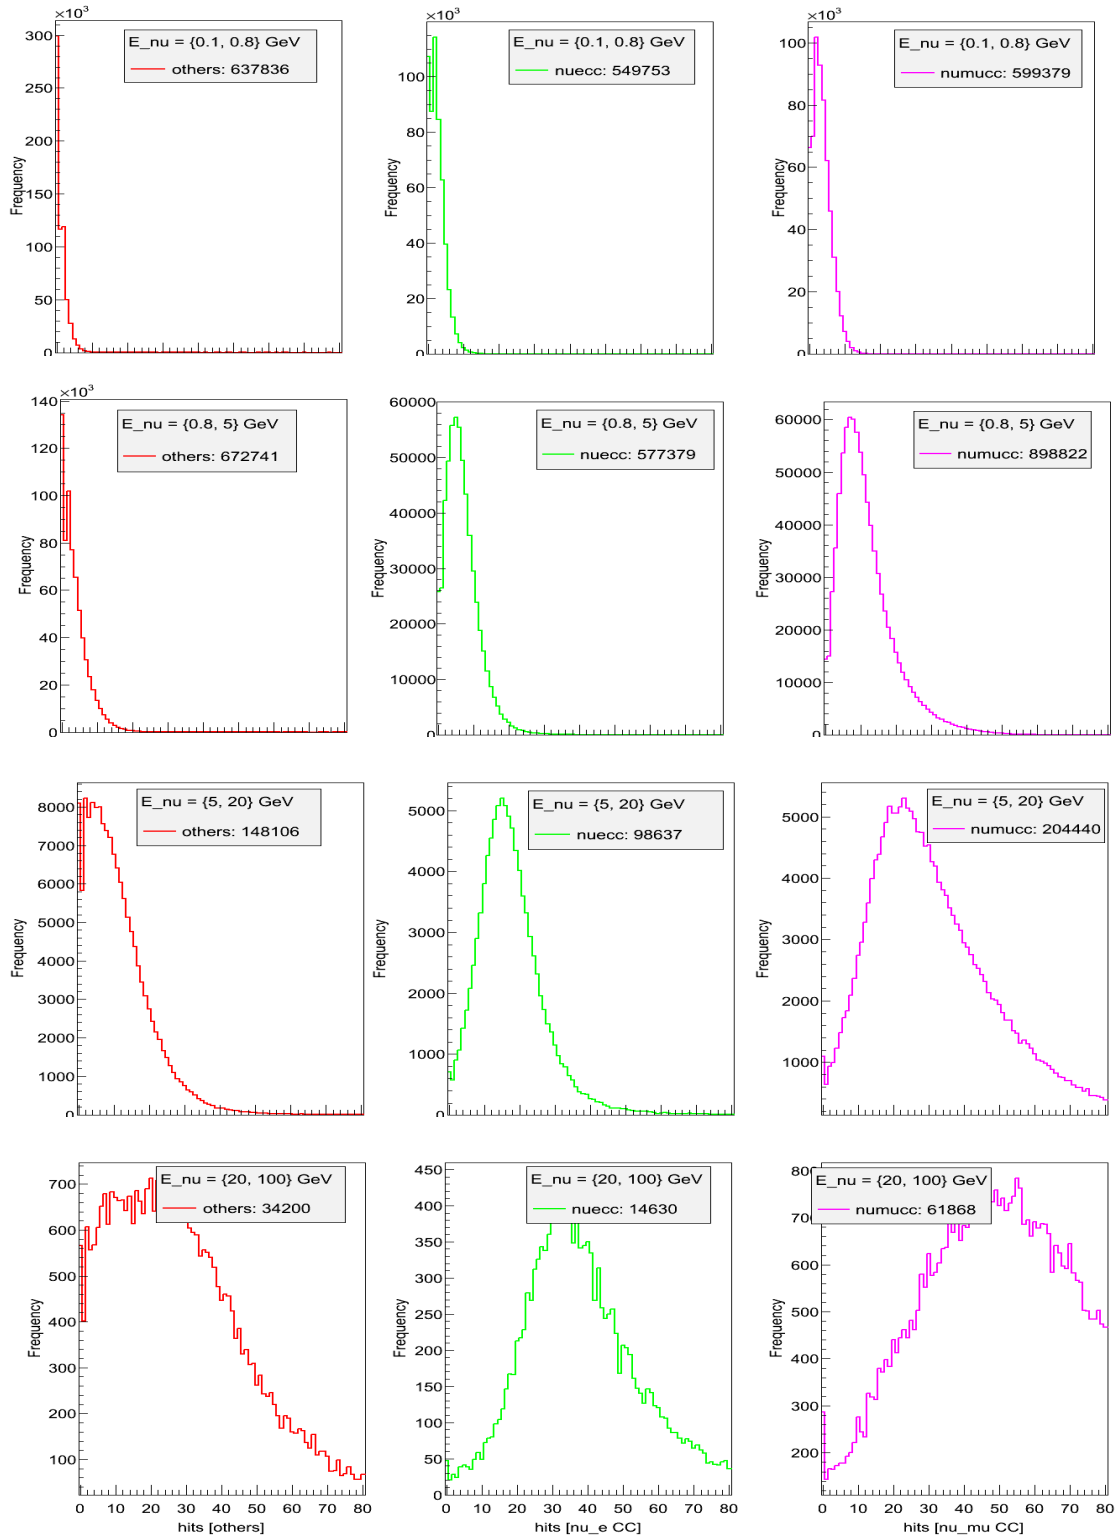 ×10³
300
250
200
150
100
50
0
Frequency
E_nu = {0.1, 0.8} GeV
others: 637836
×10³
100
80
60
40
20
0
Frequency
E_nu = {0.1, 0.8} GeV
nuecc: 549753
×10³
100
80
60
40
20
0
Frequency
E_nu = {0.1, 0.8} GeV
numucc: 599379
×10³
140
120
100
80
60
40
20
0
Frequency
E_nu = {0.8, 5} GeV
others: 672741
60000
50000
40000
30000
20000
10000
0
Frequency
E_nu = {0.8, 5} GeV
nuecc: 577379
60000
50000
40000
30000
20000
10000
0
Frequency
E_nu = {0.8, 5} GeV
numucc: 898822
8000
7000
6000
5000
4000
3000
2000
1000
0
Frequency
E_nu = {5, 20} GeV
others: 148106
5000
4000
3000
2000
1000
0
Frequency
E_nu = {5, 20} GeV
nuecc: 98637
5000
4000
3000
2000
1000
Frequency
E_nu = {5, 20} GeV
numucc: 204440
700
600
500
400
300
200
100
Frequency
E_nu = {20, 100} GeV
others: 34200
0 10 20 30 40 50 60 70 80
hits [others]
450
400
350
300
250
200
150
100
50
0
Frequency
E_nu = {20, 100} GeV
nuecc: 14630
0 10 20 30 40 50 60 70 80
hits [nu_e CC]
600
500
400
300
200
Frequency
E_nu = {20, 100} GeV
numucc: 61868
0 10 20 30 40 50 60 70 80
hits [nu_mu CC]